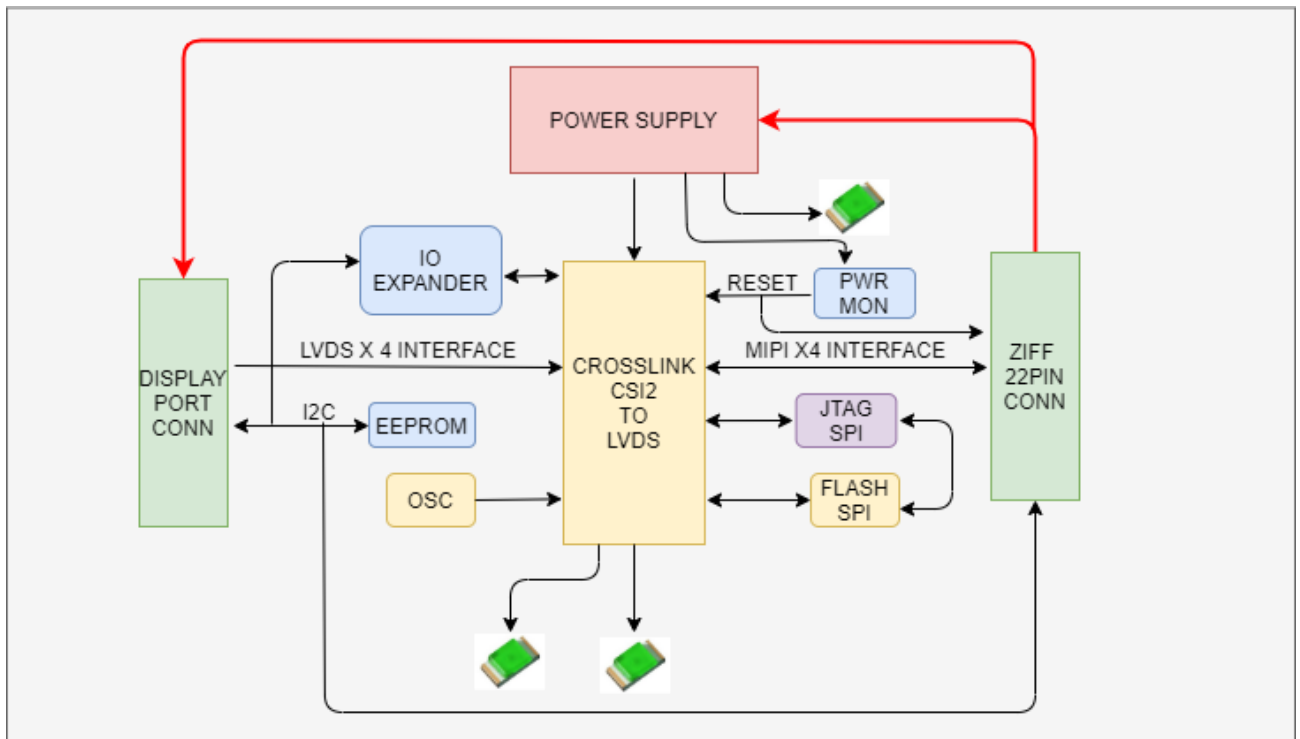 POWER SUPPLY
IO
EXPANDER
RESET
PWR
MON
LVDS X 4 INTERFACE
MIPI X4 INTERFACE
DISPLAY
PORT
CONN
CROSSLINK
CSI2
TO
LVDS
ZIFF
22PIN
CONN
I2C
EEPROM
JTAG
SPI
OSC
FLASH
SPI